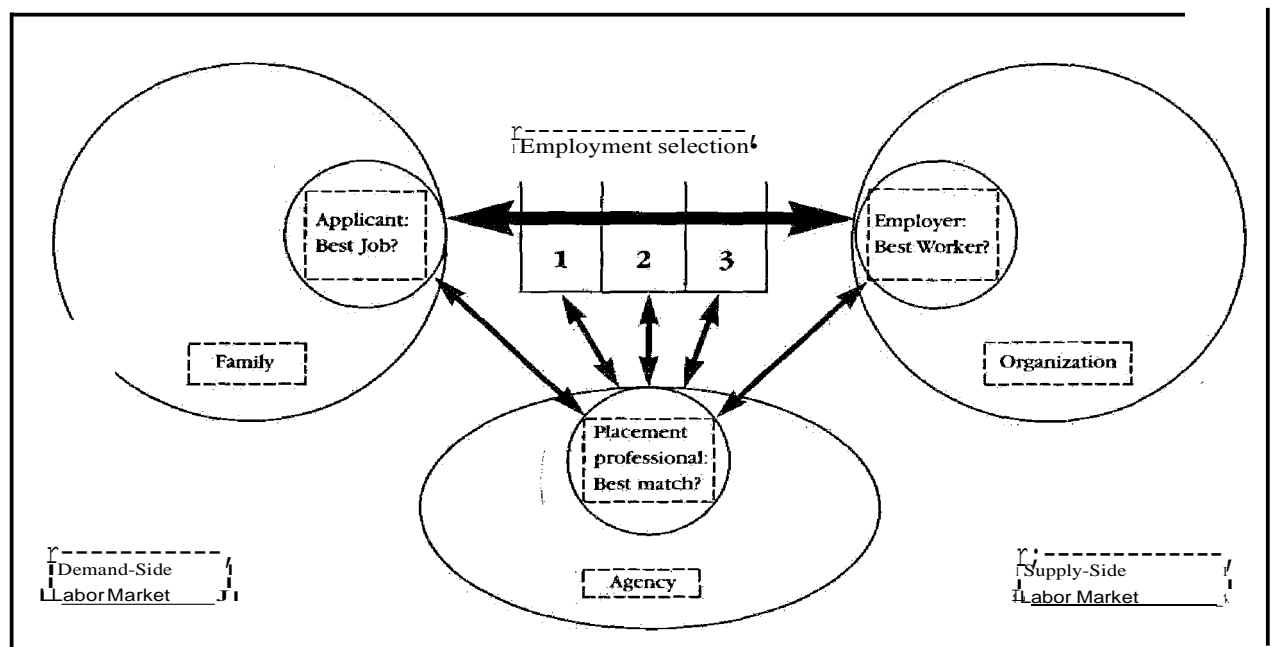 Employment selection
Applicant:
Best Job?
Employer:
Best Worker?
1 2 3
Family
Organization
Placement
professional:
Best match?
Agency
Demand-Side
Labor Market
Supply-Side
Labor Market